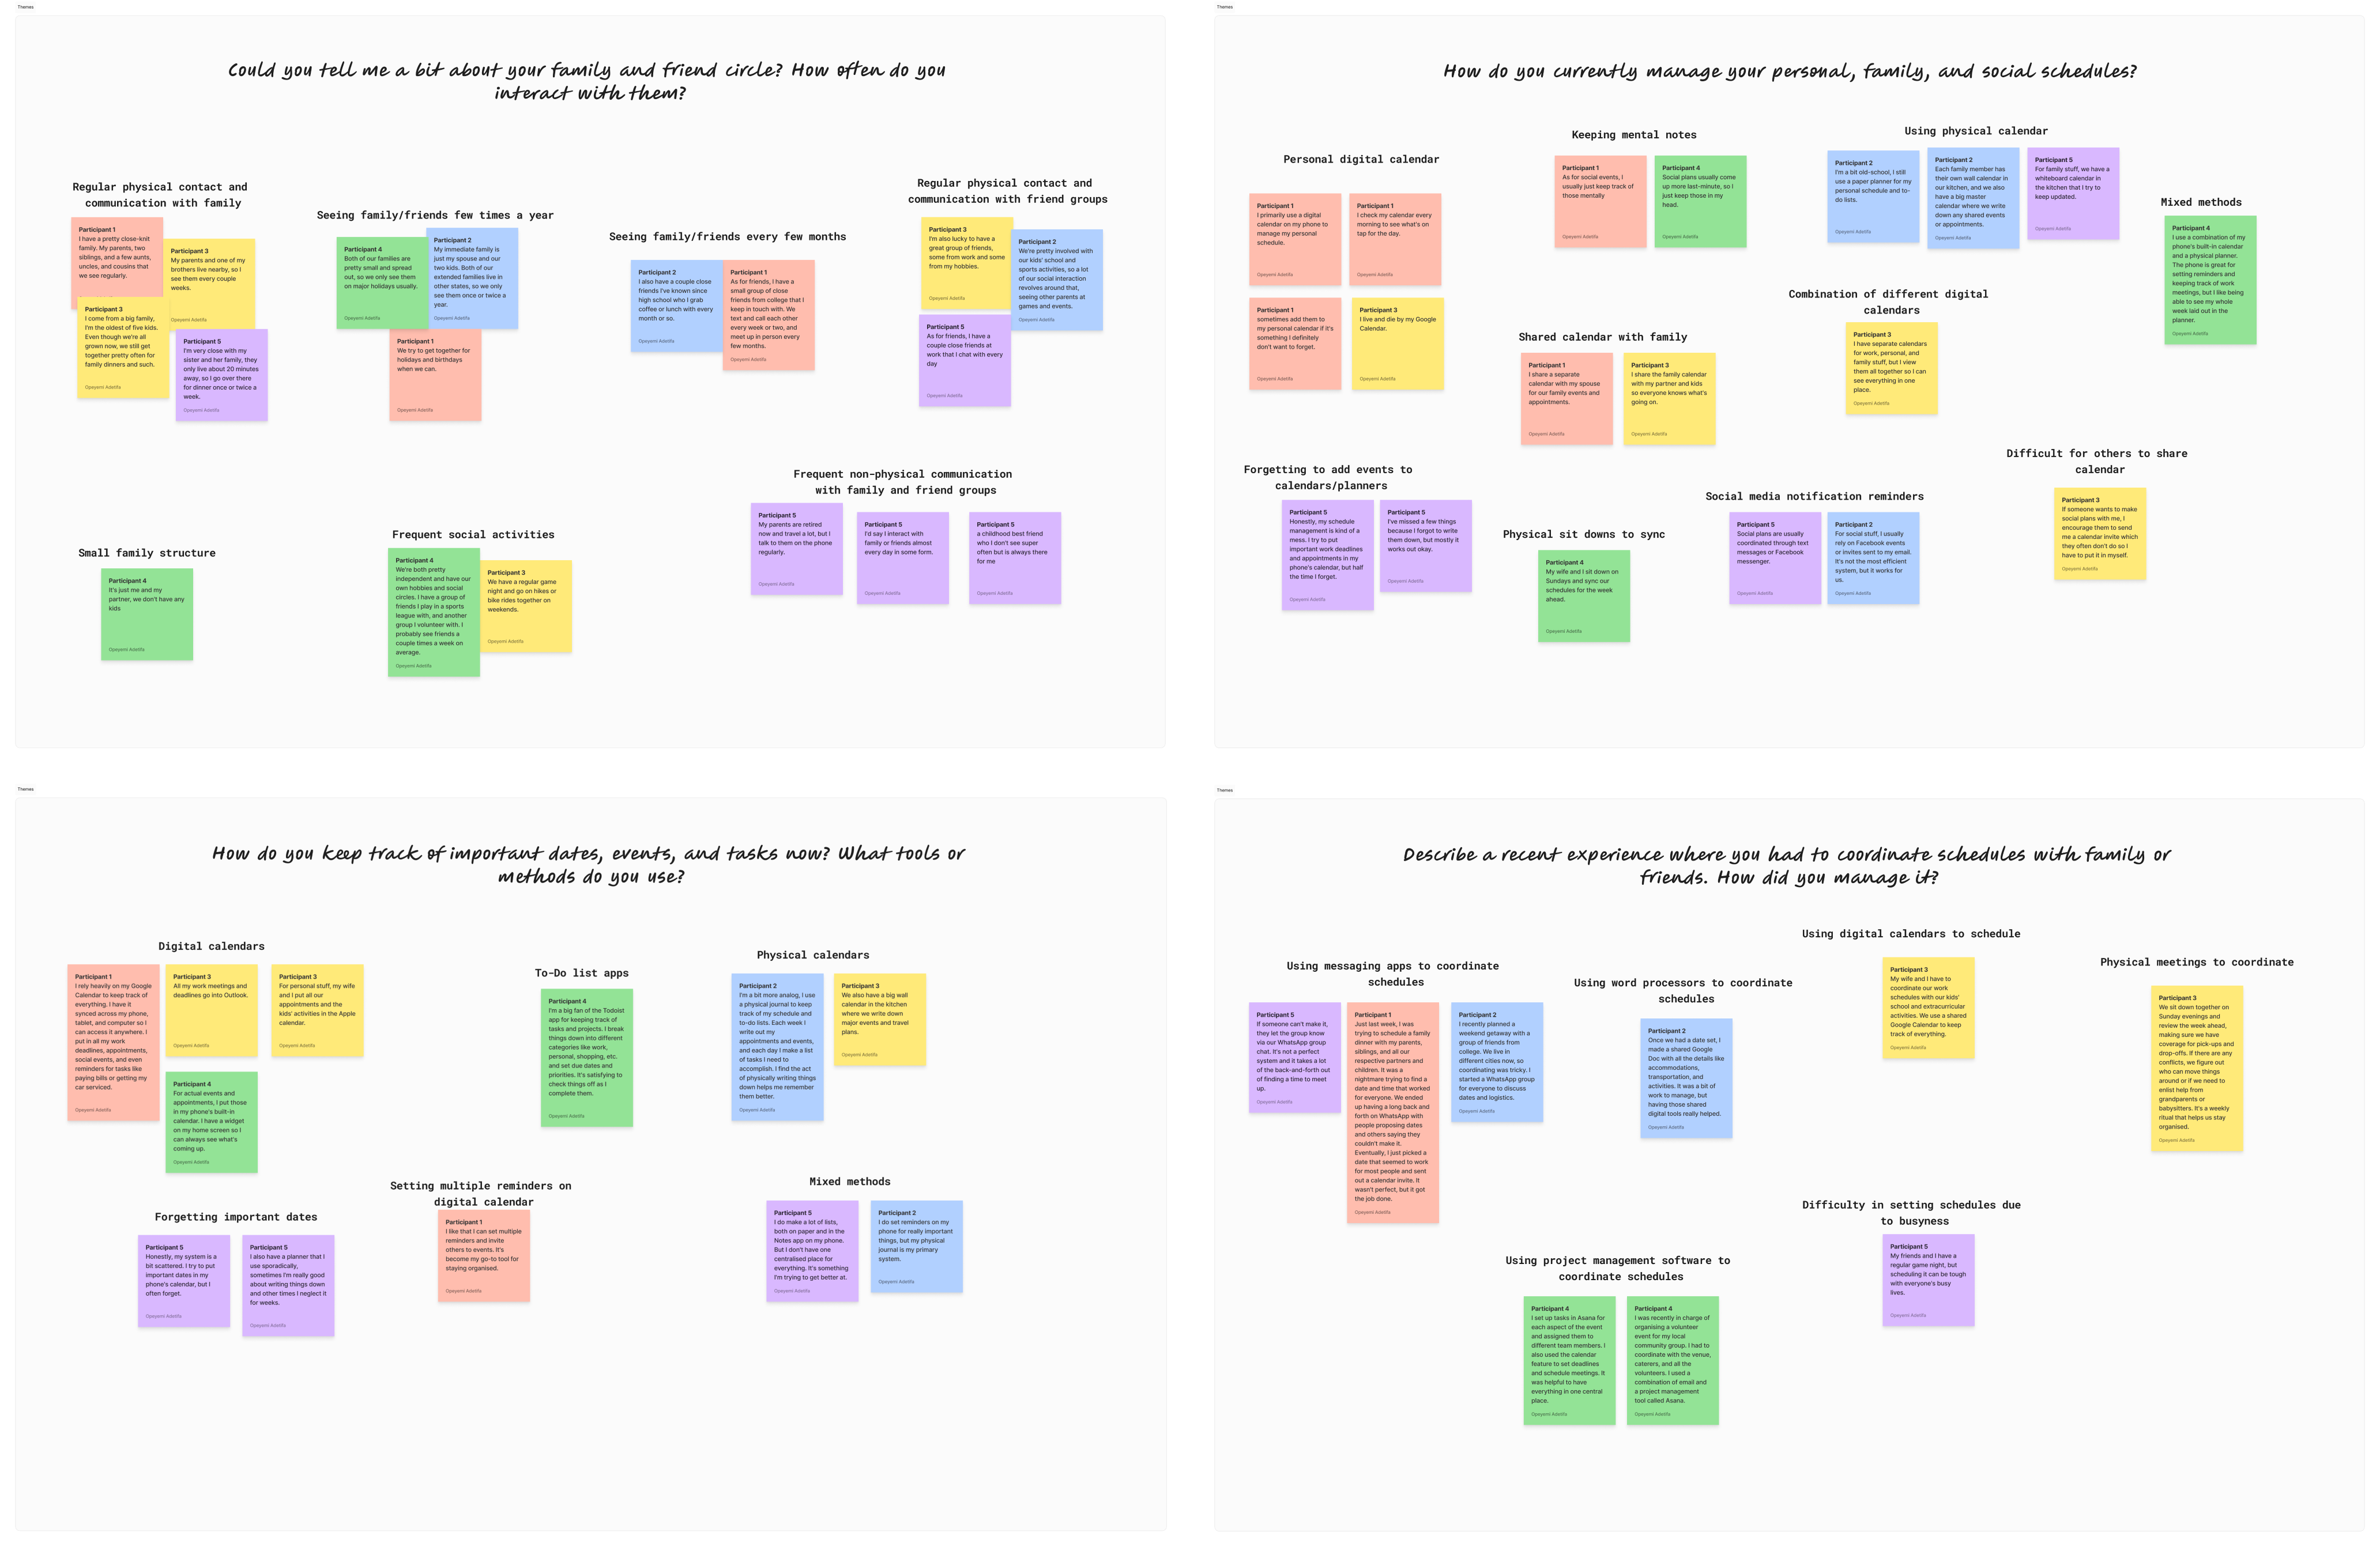 Themes
Could you tell me a bit about your family and friend circle? How often do you
interact with them?
Regular physical contact and
communication with family
Participant 1
I have a pretty close-knit
family. My parents, two
siblings, and a few aunts,
uncles, and cousins that
we see regularly.
Participant 3
My parents and one of my
brothers live nearby, so I
see them every couple
weeks.
Opeyemi Adetifa
Participant 3
I come from a big family,
I'm the oldest of five kids.
Even though we're all
grown now, we still get
together pretty often for
family dinners and such.
Opeyemi Adetifa
Participant 5
I'm very close with my
sister and her family, they
only live about 20 minutes
away, so I go over there
for dinner once or twice a
week.
Opeyemi Adetifa
Seeing family/friends few times a year
Participant 4
Both of our families are
pretty small and spread
out, so we only see them
on major holidays usually.
Opeyemi Adetifa
Participant 2
My immediate family is
just my spouse and our
two kids. Both of our
extended families live in
other states, so we only
see them once or twice a
year.
Opeyemi Adetifa
Participant 1
We try to get together for
holidays and birthdays
when we can.
Opeyemi Adetifa
Seeing family/friends every few months
Participant 2
I also have a couple close
friends I've known since
high school who I grab
coffee or lunch with every
month or so.
Opeyemi Adetifa
Participant 1
As for friends, I have a
small group of close
friends from college that I
keep in touch with. We
text and call each other
every week or two, and
meet up in person every
few months.
Opeyemi Adetifa
Regular physical contact and
communication with friend groups
Participant 3
I'm also lucky to have a
great group of friends,
some from work and some
from my hobbies.
Opeyemi Adetifa
Participant 2
We're pretty involved with
our kids' school and
sports activities, so a lot
of our social interaction
revolves around that,
seeing other parents at
games and events.
Opeyemi Adetifa
Participant 5
As for friends, I have a
couple close friends at
work that I chat with every
day
Opeyemi Adetifa
Small family structure
Participant 4
It's just me and my
partner, we don't have any
kids
Opeyemi Adetifa
Frequent social activities
Participant 4
We're both pretty
independent and have our
own hobbies and social
circles. I have a group of
friends I play in a sports
league with, and another
group I volunteer with. I
probably see friends a
couple times a week on
average.
Opeyemi Adetifa
Participant 3
We have a regular game
night and go on hikes or
bike rides together on
weekends.
Opeyemi Adetifa
Frequent non-physical communication
with family and friend groups
Participant 5
My parents are retired
now and travel a lot, but I
talk to them on the phone
regularly.
Opeyemi Adetifa
Participant 5
I'd say I interact with
family or friends almost
every day in some form.
Opeyemi Adetifa
Participant 5
a childhood best friend
who I don't see super
often but is always there
for me
Opeyemi Adetifa
Themes
How do you currently manage your personal, family, and social schedules?
Personal digital calendar
Participant 1
I primarily use a digital
calendar on my phone to
manage my personal
schedule.
Opeyemi Adetifa
Participant 1
I check my calendar every
morning to see what's on
tap for the day.
Opeyemi Adetifa
Participant 1
sometimes add them to
my personal calendar if it's
something I definitely
don't want to forget.
Opeyemi Adetifa
Participant 3
I live and die by my Google
Calendar.
Opeyemi Adetifa
Keeping mental notes
Participant 1
As for social events, I
usually just keep track of
those mentally
Opeyemi Adetifa
Participant 4
Social plans usually come
up more last-minute, so I
just keep those in my
head.
Opeyemi Adetifa
Using physical calendar
Participant 2
I'm a bit old-school, I still
use a paper planner for my
personal schedule and to-
do lists.
Opeyemi Adetifa
Participant 2
Each family member has
their own wall calendar in
our kitchen, and we also
have a big master
calendar where we write
down any shared events
or appointments.
Opeyemi Adetifa
Participant 5
For family stuff, we have a
whiteboard calendar in
the kitchen that I try to
keep updated.
Opeyemi Adetifa
Mixed methods
Participant 4
I use a combination of my
phone's built-in calendar
and a physical planner.
The phone is great for
setting reminders and
keeping track of work
meetings, but I like being
able to see my whole
week laid out in the
planner.
Opeyemi Adetifa
Shared calendar with family
Participant 1
I share a separate
calendar with my spouse
for our family events and
appointments.
Opeyemi Adetifa
Participant 3
I share the family calendar
with my partner and kids
so everyone knows what's
going on.
Opeyemi Adetifa
Combination of different digital
calendars
Participant 3
I have separate calendars
for work, personal, and
family stuff, but I view
them all together so I can
see everything in one
place.
Opeyemi Adetifa
Forgetting to add events to
calendars/planners
Participant 5
Honestly, my schedule
management is kind of a
mess. I try to put
important work deadlines
and appointments in my
phone's calendar, but half
the time I forget.
Opeyemi Adetifa
Participant 5
I've missed a few things
because I forgot to write
them down, but mostly it
works out okay.
Opeyemi Adetifa
Physical sit downs to sync
Participant 4
My wife and I sit down on
Sundays and sync our
schedules for the week
ahead.
Opeyemi Adetifa
Social media notification reminders
Participant 5
Social plans are usually
coordinated through text
messages or Facebook
messenger.
Opeyemi Adetifa
Participant 2
For social stuff, I usually
rely on Facebook events
or invites sent to my email.
It's not the most efficient
system, but it works for
us.
Opeyemi Adetifa
Difficult for others to share
calendar
Participant 3
If someone wants to make
social plans with me, I
encourage them to send
me a calendar invite which
they often don't do so I
have to put it in myself.
Opeyemi Adetifa
Themes
How do you keep track of important dates, events, and tasks now? What tools or
methods do you use?
Digital calendars
Participant 1
I rely heavily on my Google
Calendar to keep track of
everything. I have it
synced across my phone,
tablet, and computer so I
can access it anywhere. I
put in all my work
deadlines, appointments,
social events, and even
reminders for tasks like
paying bills or getting my
car serviced.
Opeyemi Adetifa
Participant 3
All my work meetings and
deadlines go into Outlook.
Opeyemi Adetifa
Participant 3
For personal stuff, my wife
and I put all our
appointments and the
kids' activities in the Apple
calendar.
Opeyemi Adetifa
Participant 4
For actual events and
appointments, I put those
in my phone's built-in
calendar. I have a widget
on my home screen so I
can always see what's
coming up.
Opeyemi Adetifa
To-Do list apps
Participant 4
I'm a big fan of the Todoist
app for keeping track of
tasks and projects. I break
things down into different
categories like work,
personal, shopping, etc.
and set due dates and
priorities. It's satisfying to
check things off as I
complete them.
Opeyemi Adetifa
Physical calendars
Participant 2
I'm a bit more analog, I use
a physical journal to keep
track of my schedule and
to-do lists. Each week I
write out my
appointments and events,
and each day I make a list
of tasks I need to
accomplish. I find the act
of physically writing things
down helps me remember
them better.
Opeyemi Adetifa
Participant 3
We also have a big wall
calendar in the kitchen
where we write down
major events and travel
plans.
Opeyemi Adetifa
Forgetting important dates
Participant 5
Honestly, my system is a
bit scattered. I try to put
important dates in my
phone's calendar, but I
often forget.
Opeyemi Adetifa
Participant 5
I also have a planner that I
use sporadically,
sometimes I'm really good
about writing things down
and other times I neglect it
for weeks.
Opeyemi Adetifa
Setting multiple reminders on
digital calendar
Participant 1
I like that I can set multiple
reminders and invite
others to events. It's
become my go-to tool for
staying organised.
Opeyemi Adetifa
Mixed methods
Participant 5
I do make a lot of lists,
both on paper and in the
Notes app on my phone.
But I don't have one
centralised place for
everything. It's something
I'm trying to get better at.
Opeyemi Adetifa
Participant 2
I do set reminders on my
phone for really important
things, but my physical
journal is my primary
system.
Opeyemi Adetifa
Themes
Describe a recent experience where you had to coordinate schedules with family or
friends. How did you manage it?
Using messaging apps to coordinate
schedules
Participant 5
If someone can't make it,
they let the group know
via our WhatsApp group
chat. It's not a perfect
system and it takes a lot
of the back-and-forth out
of finding a time to meet
up.
Opeyemi Adetifa
Participant 1
Just last week, I was
trying to schedule a family
dinner with my parents,
siblings, and all our
respective partners and
children. It was a
nightmare trying to find a
date and time that worked
for everyone. We ended
up having a long back and
forth on WhatsApp with
people proposing dates
and others saying they
couldn't make it.
Eventually, I just picked a
date that seemed to work
for most people and sent
out a calendar invite. It
wasn't perfect, but it got
the job done.
Opeyemi Adetifa
Participant 2
I recently planned a
weekend getaway with a
group of friends from
college. We live in
different cities now, so
coordinating was tricky. I
started a WhatsApp group
for everyone to discuss
dates and logistics.
Opeyemi Adetifa
Using word processors to coordinate
schedules
Participant 2
Once we had a date set, I
made a shared Google
Doc with all the details like
accommodations,
transportation, and
activities. It was a bit of
work to manage, but
having those shared
digital tools really helped.
Opeyemi Adetifa
Using digital calendars to schedule
Participant 3
My wife and I have to
coordinate our work
schedules with our kids'
school and extracurricular
activities. We use a shared
Google Calendar to keep
track of everything.
Opeyemi Adetifa
Physical meetings to coordinate
Participant 3
We sit down together on
Sunday evenings and
review the week ahead,
making sure we have
coverage for pick-ups and
drop-offs. If there are any
conflicts, we figure out
who can move things
around or if we need to
enlist help from
grandparents or
babysitters. It's a weekly
ritual that helps us stay
organised.
Opeyemi Adetifa
Using project management software to
coordinate schedules
Participant 4
I set up tasks in Asana for
each aspect of the event
and assigned them to
different team members. I
also used the calendar
feature to set deadlines
and schedule meetings. It
was helpful to have
everything in one central
place.
Opeyemi Adetifa
Participant 4
I was recently in charge of
organising a volunteer
event for my local
community group. I had to
coordinate with the venue,
caterers, and all the
volunteers. I used a
combination of email and
a project management
tool called Asana.
Opeyemi Adetifa
Difficulty in setting schedules due
to busyness
Participant 5
My friends and I have a
regular game night, but
scheduling it can be tough
with everyone's busy
lives.
Opeyemi Adetifa